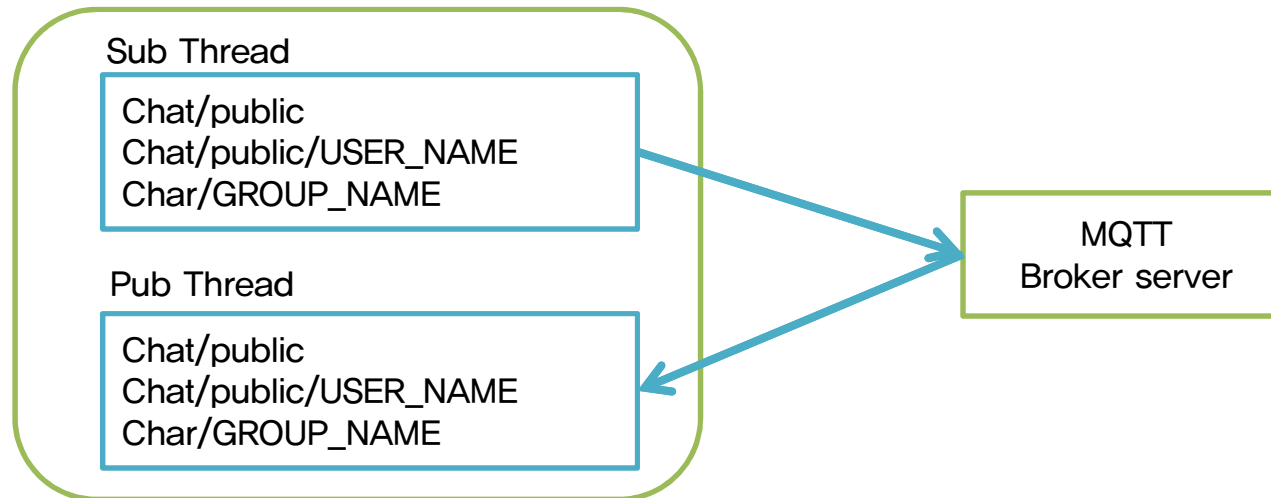 Sub Thread
Chat/public
Chat/public/USER_NAME
Char/GROUP_NAME
MQTT
Broker server
Pub Thread
Chat/public
Chat/public/USER_NAME
Char/GROUP_NAME